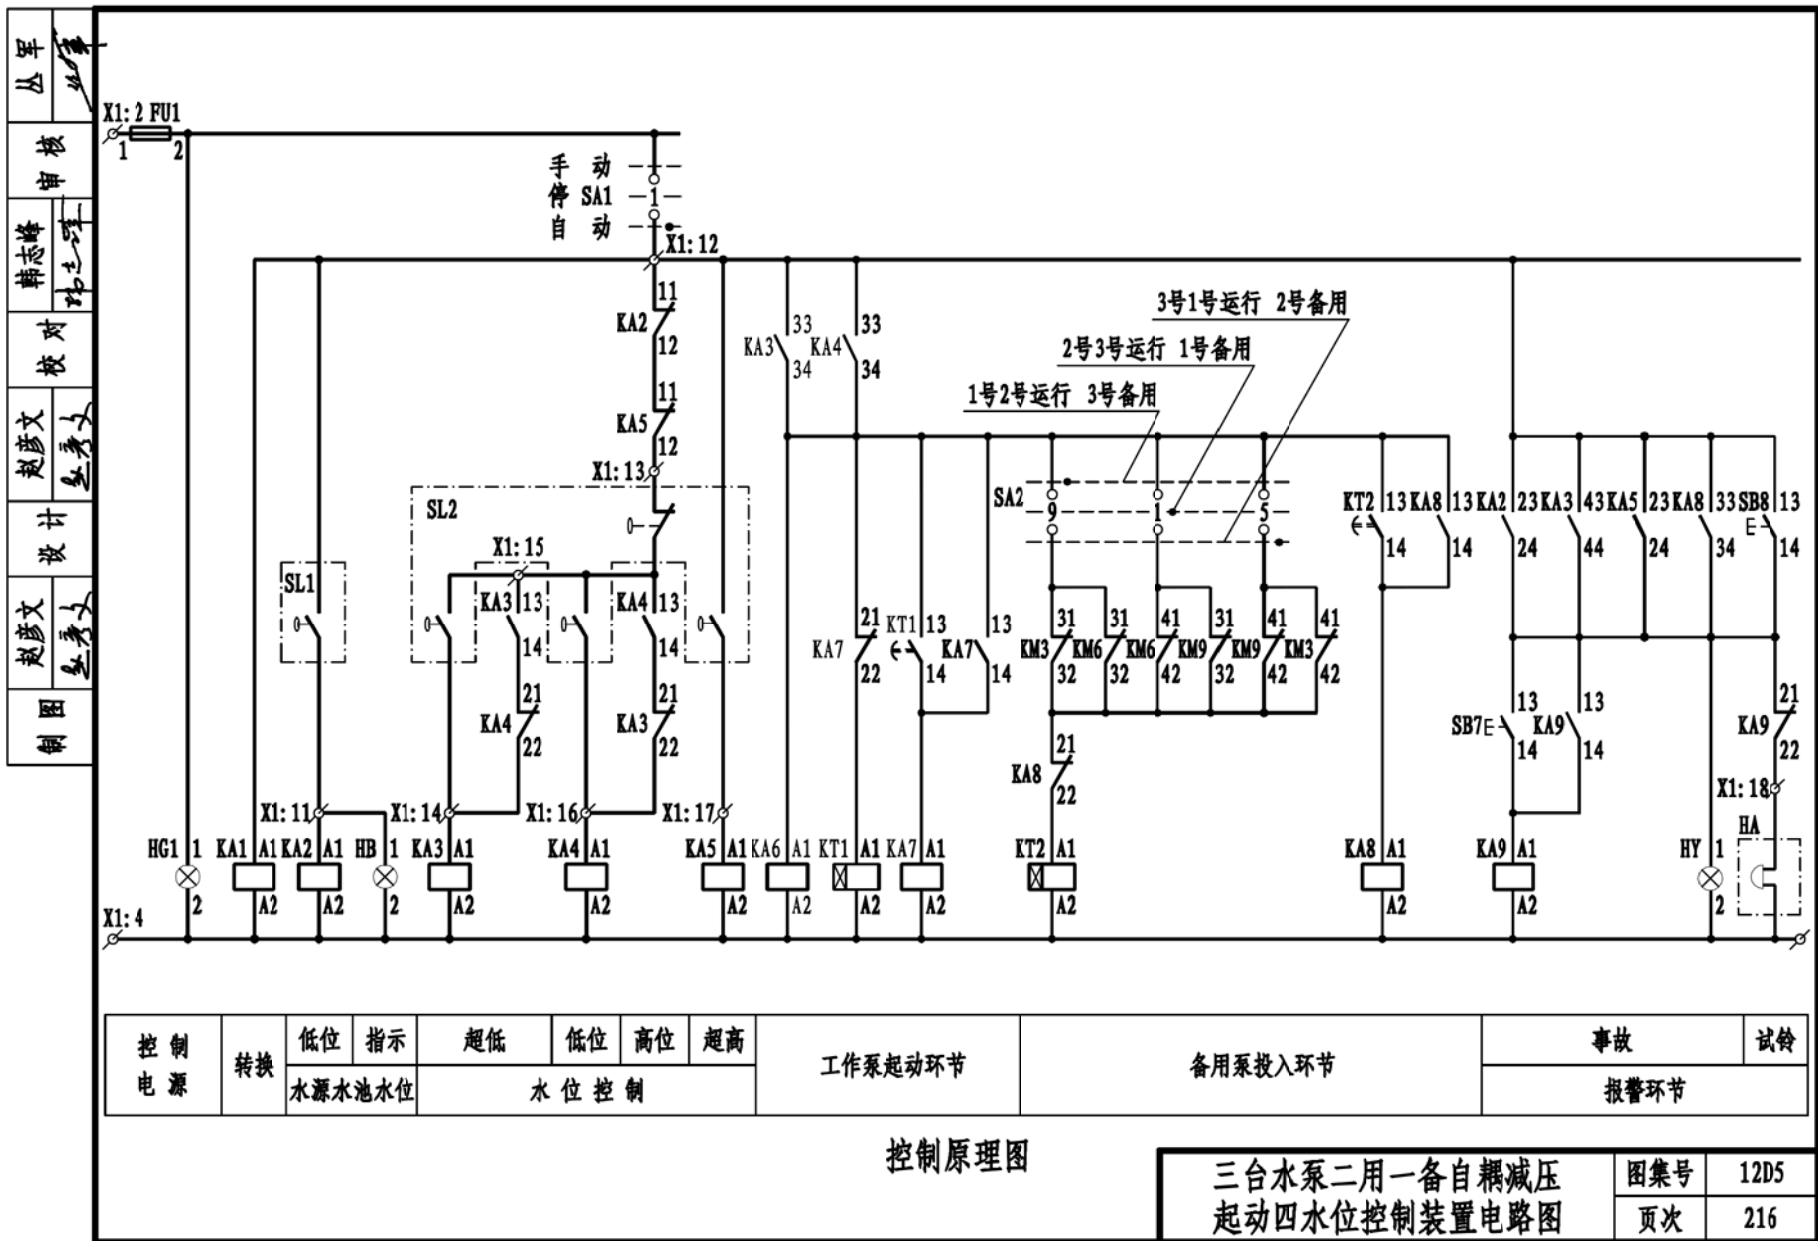 丛军
审核
韩志峰
校对
赵彦文
设计
赵彦文
制图
X1:2 FU1
1 2
手动
停 SA1 1
自动
X1:12
11
KA2
12
11
KA5
12
X1:13
SL2
X1:15
SL1
KA3 13
14
KA4 13
14
21
KA4
22
21
KA3
22
X1:11
X1:14
X1:16
X1:17
33
KA3
34
33
KA4
34
3号1号运行 2号备用
2号3号运行 1号备用
1号2号运行 3号备用
SA2 9 1 5
21
KA7
22
KT1 13
14
13
KA7
14
31
KM3
32
31
KM6
32
41
KM6
42
31
KM9
32
41
KM9
42
41
KM3
42
21
KA8
22
KT2 13
14
KA8 13
14
KA2 23
24
KA3 43
44
KA5 23
24
KA8 33
34
SB8 13
14
13
SB7
14
13
KA9
14
21
KA9
22
X1:18
HA
HG1 1
2
KA1 A1
A2
KA2 A1
A2
HB 1
2
KA3 A1
A2
KA4 A1
A2
KA5 A1
A2
KA6 A1
A2
KT1 A1
A2
KA7 A1
A2
KT2 A1
A2
KA8 A1
A2
KA9 A1
A2
HY 1
2
X1:4
控制
电源
转换
低位 指示
水源水池水位
超低 低位 高位 超高
水位控制
工作泵起动环节
备用泵投入环节
事故 试铃
报警环节
控制原理图
三台水泵二用一备自耦减压
起动四水位控制装置电路图
图集号 12D5
页次 216